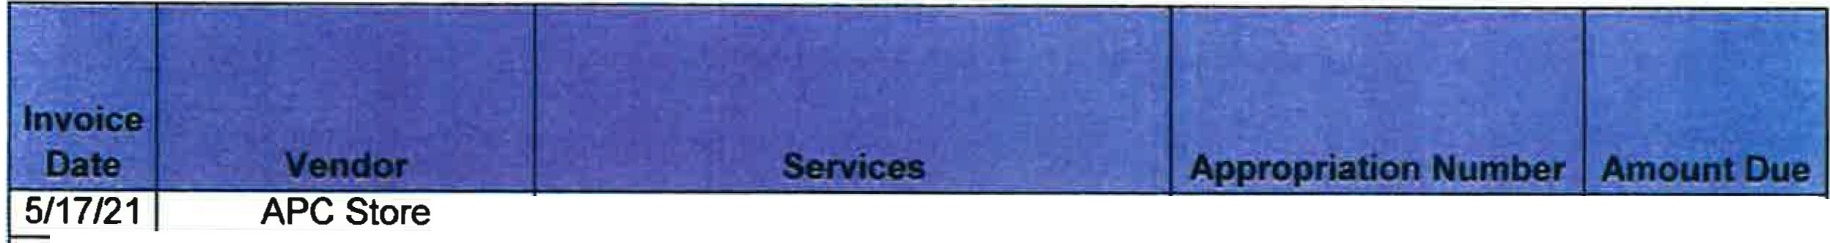 Invoice
Date Vendor Services Appropriation Number Amount Due
5/17/21 APC Store